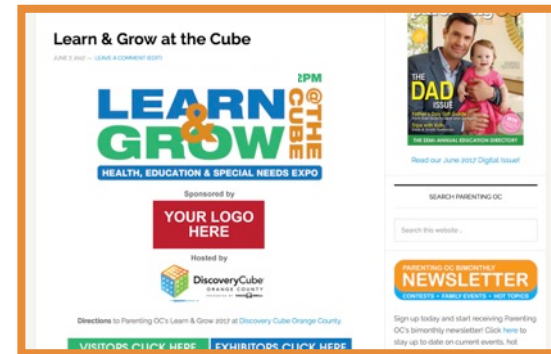 Learn & Grow at the Cube
JUNE 7, 2017 — LEAVE A COMMENT (EDIT)
2PM
LEARN
&
GROW
@THE
CUBE
HEALTH, EDUCATION & SPECIAL NEEDS EXPO
Sponsored by
YOUR LOGO
HERE
Hosted by
DiscoveryCube
ORANGE COUNTY
Directions to Parenting OC's Learn & Grow 2017 at Discovery Cube Orange County.
VISITORS CLICK HERE
EXHIBITORS CLICK HERE
THE
DAD
ISSUE
Father's Day Gift Guide
THE 2017 ANNUAL EDUCATION DIRECTORY
Read our June 2017 Digital Issue!
SEARCH PARENTING OC
Search this website …
PARENTING OC BIMONTHLY
NEWSLETTER
CONTESTS • FAMILY EVENTS • HOT TOPICS
Sign up today and start receiving Parenting
OC's bimonthly newsletter! Click here to
stay up to date on current events, hot